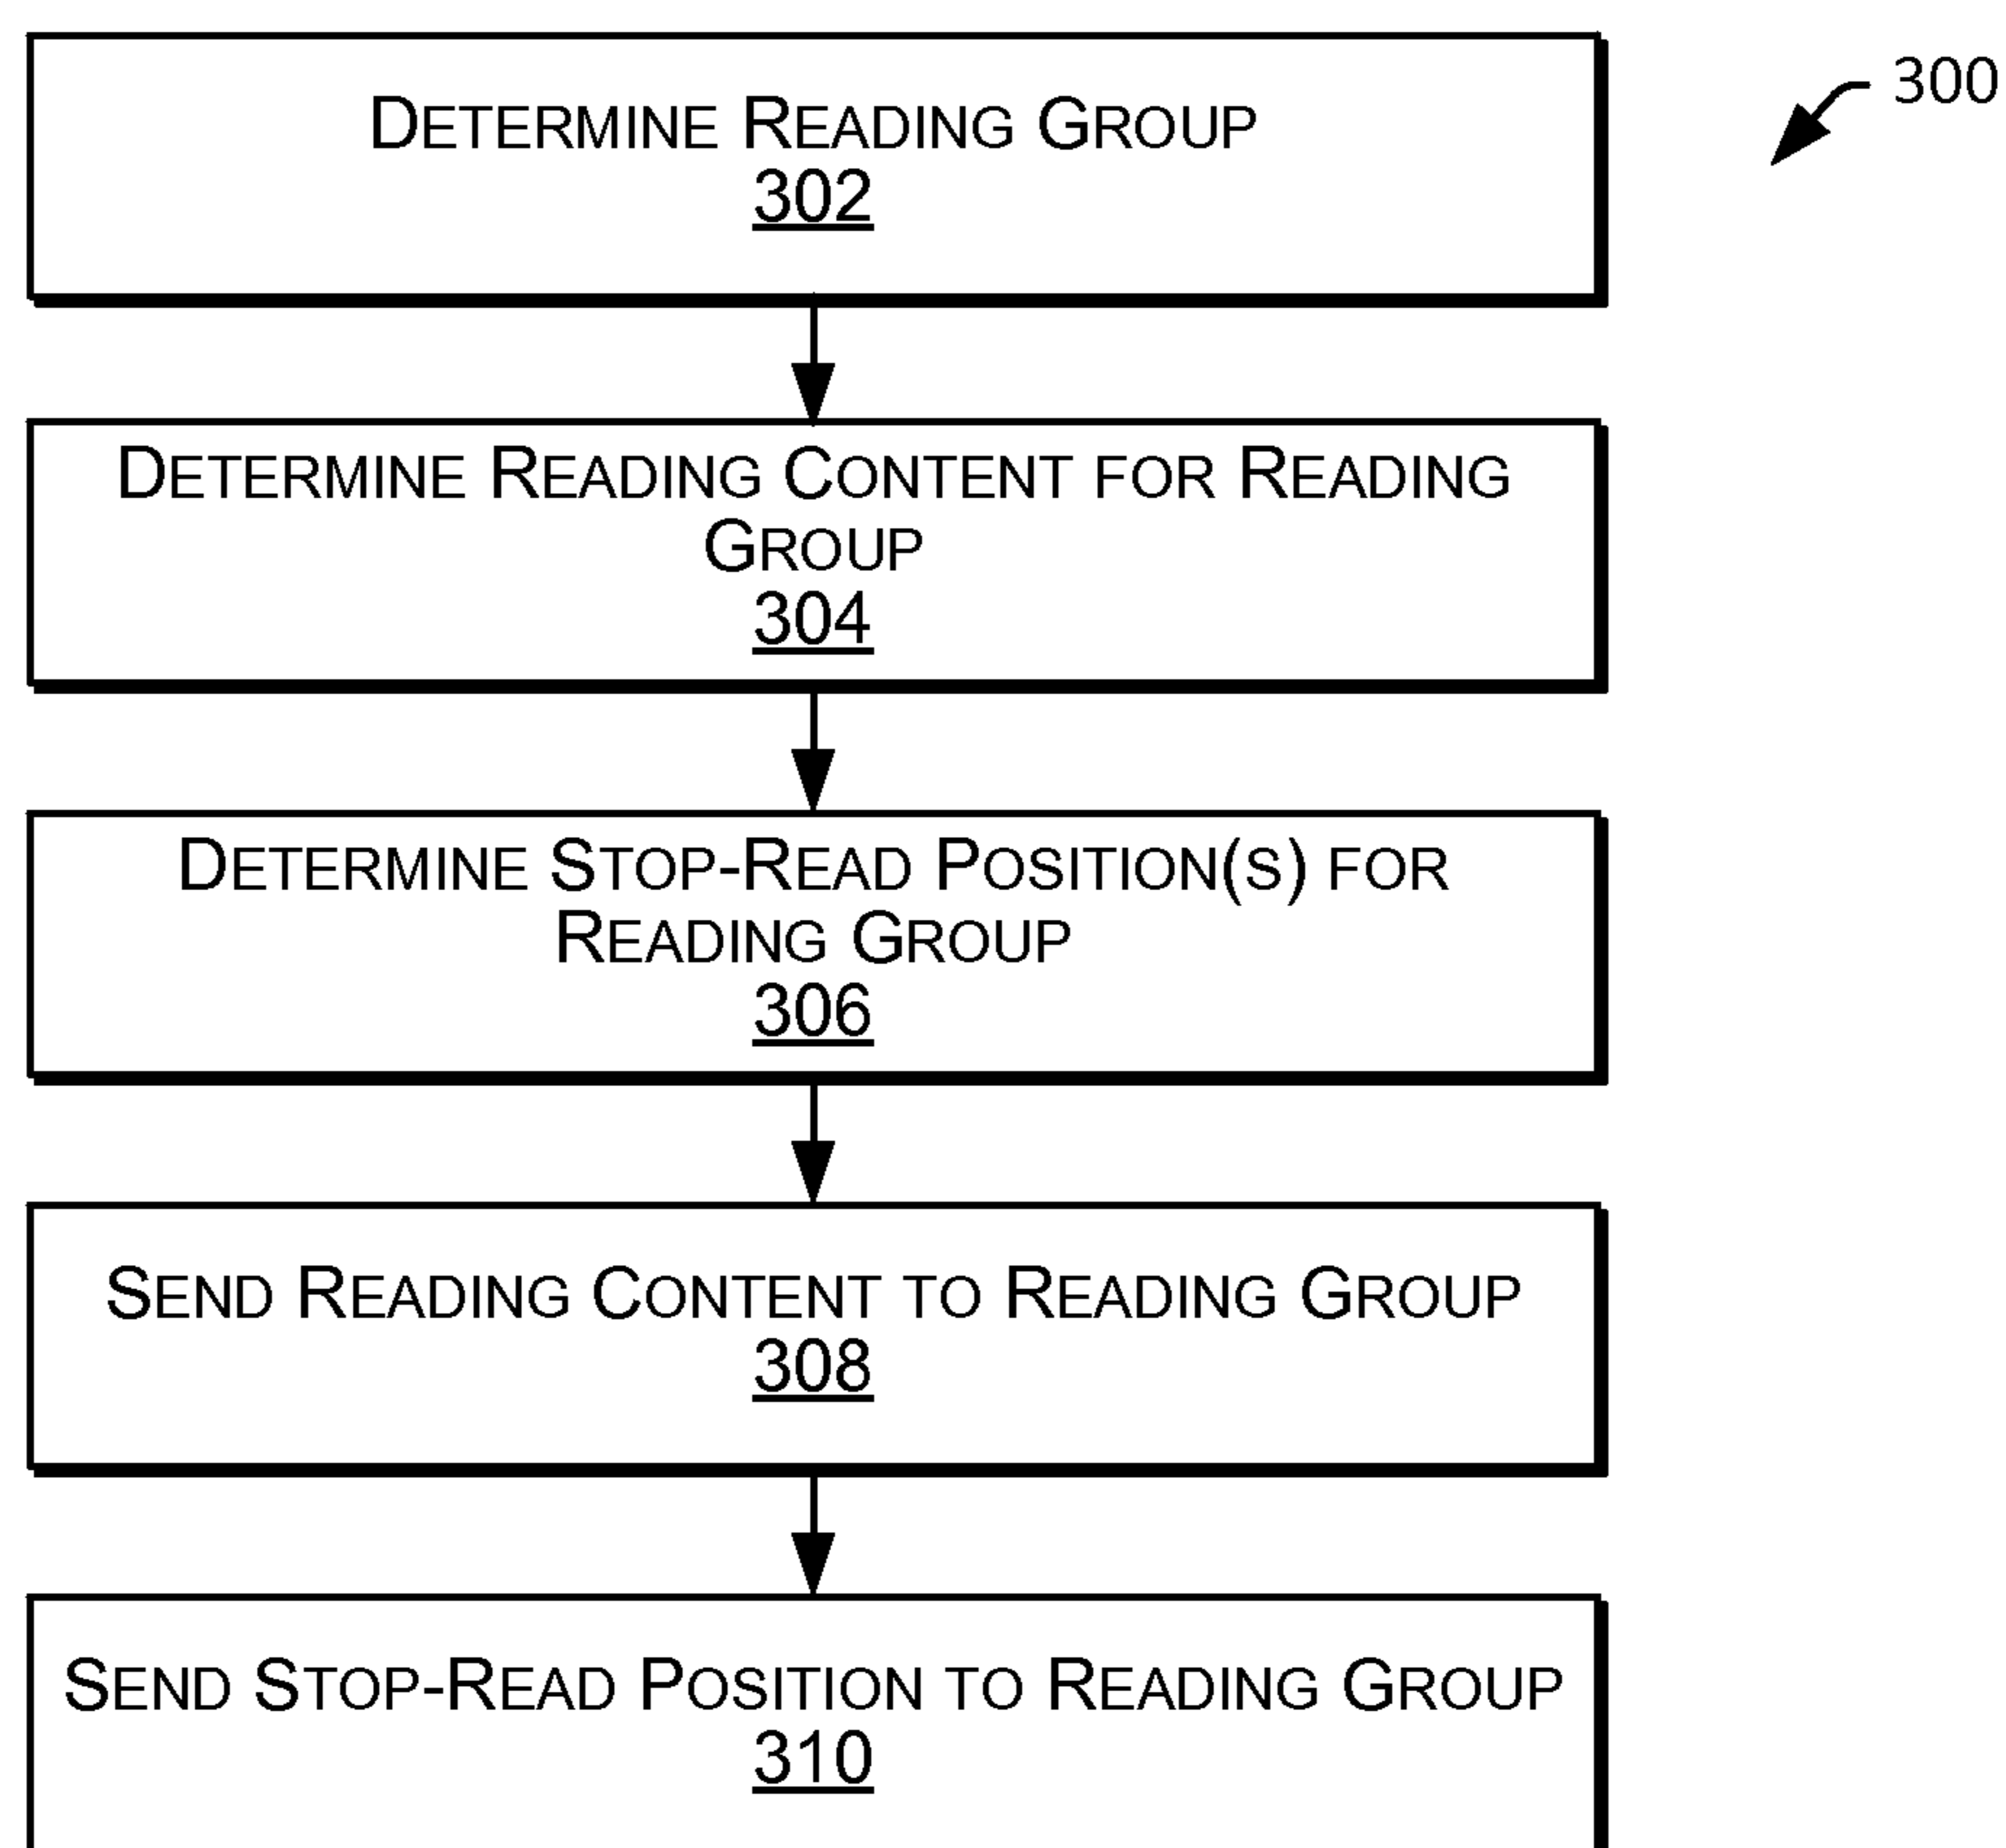 DETERMINE READING GROUP
302
300
DETERMINE READING CONTENT FOR READING
GROUP
304
DETERMINE STOP-READ POSITION(S) FOR
READING GROUP
306
SEND READING CONTENT TO READING GROUP
308
SEND STOP-READ POSITION TO READING GROUP
310